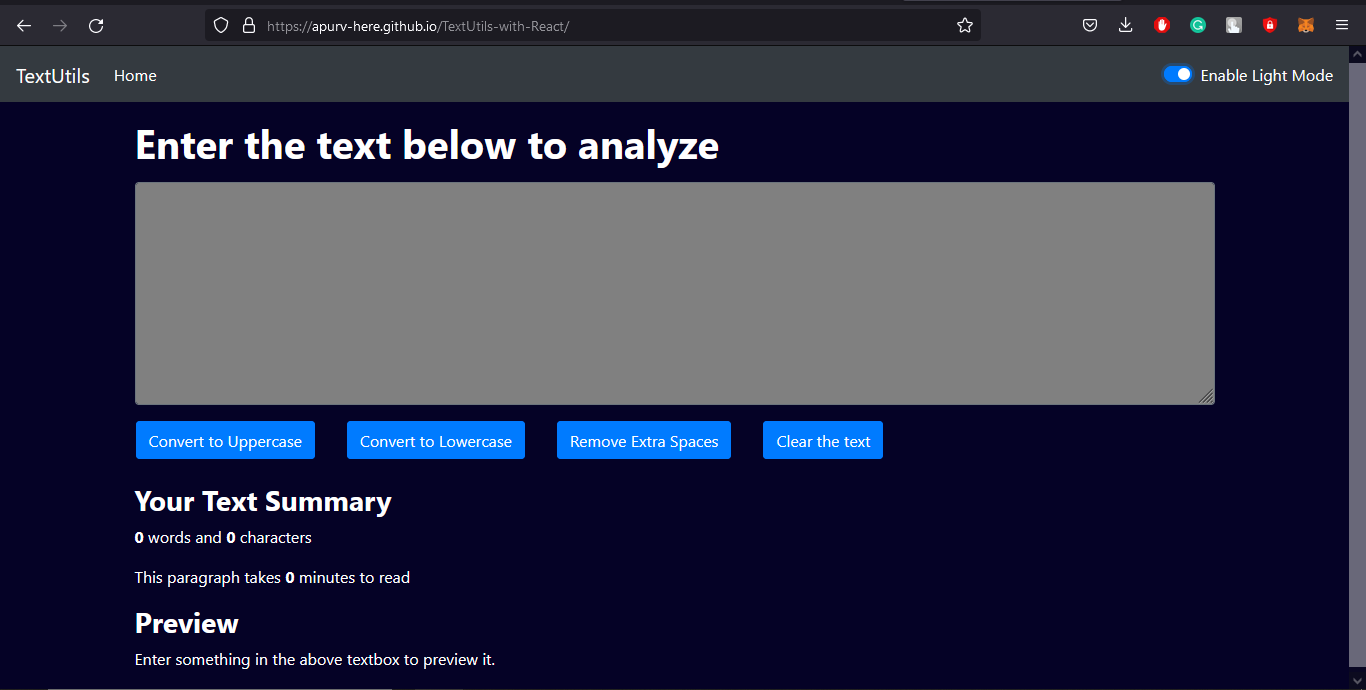 https://apurv-here.github.io/TextUtils-with-React/
TextUtils Home Enable Light Mode
Enter the text below to analyze
Convert to Uppercase Convert to Lowercase Remove Extra Spaces Clear the text
Your Text Summary
0 words and 0 characters
This paragraph takes 0 minutes to read
Preview
Enter something in the above textbox to preview it.